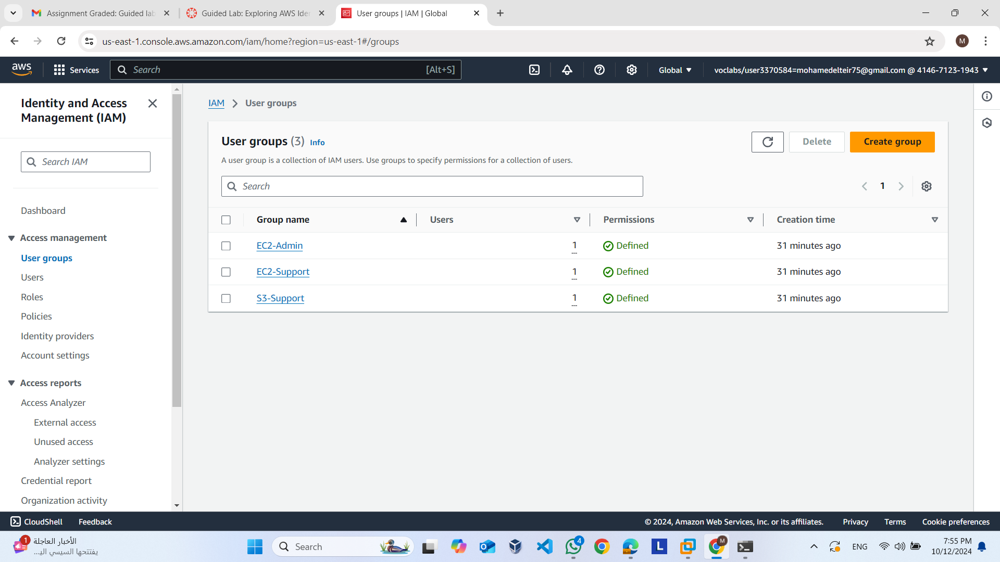 Assignment Graded: Guided lab
Guided Lab: Exploring AWS Iden
User groups | IAM | Global
us-east-1.console.aws.amazon.com/iam/home?region=us-east-1#/groups
M
aws
Services
Search
[Alt+S]
Global
voclabs/user3370584=mohamedelteir75@gmail.com @ 4146-7123-1943
Identity and Access
Management (IAM)
Search IAM
Dashboard
Access management
User groups
Users
Roles
Policies
Identity providers
Account settings
Access reports
Access Analyzer
External access
Unused access
Analyzer settings
Credential report
Organization activity
IAM
User groups
User groups (3) Info
Delete
Create group
A user group is a collection of IAM users. Use groups to specify permissions for a collection of users.
Search
1
Group name
Users
Permissions
Creation time
EC2-Admin 1 Defined 31 minutes ago
EC2-Support 1 Defined 31 minutes ago
S3-Support 1 Defined 31 minutes ago
CloudShell
Feedback
© 2024, Amazon Web Services, Inc. or its affiliates.
Privacy
Terms
Cookie preferences
1
الأخبار العاجلة
يفتتحها السيسي الي...
Search
4
L
M
ENG
7:55 PM
10/12/2024